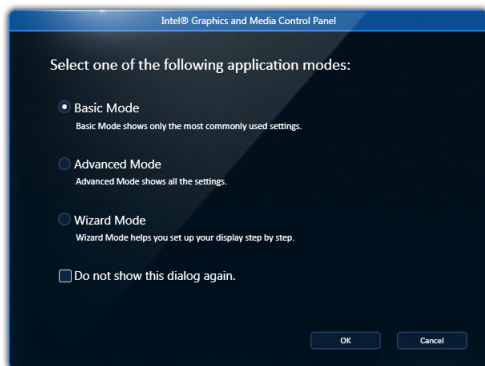 Intel® Graphics and Media Control Panel
Select one of the following application modes:
Basic Mode
Basic Mode shows only the most commonly used settings.
Advanced Mode
Advanced Mode shows all the settings.
Wizard Mode
Wizard Mode helps you set up your display step by step.
Do not show this dialog again.
OK Cancel